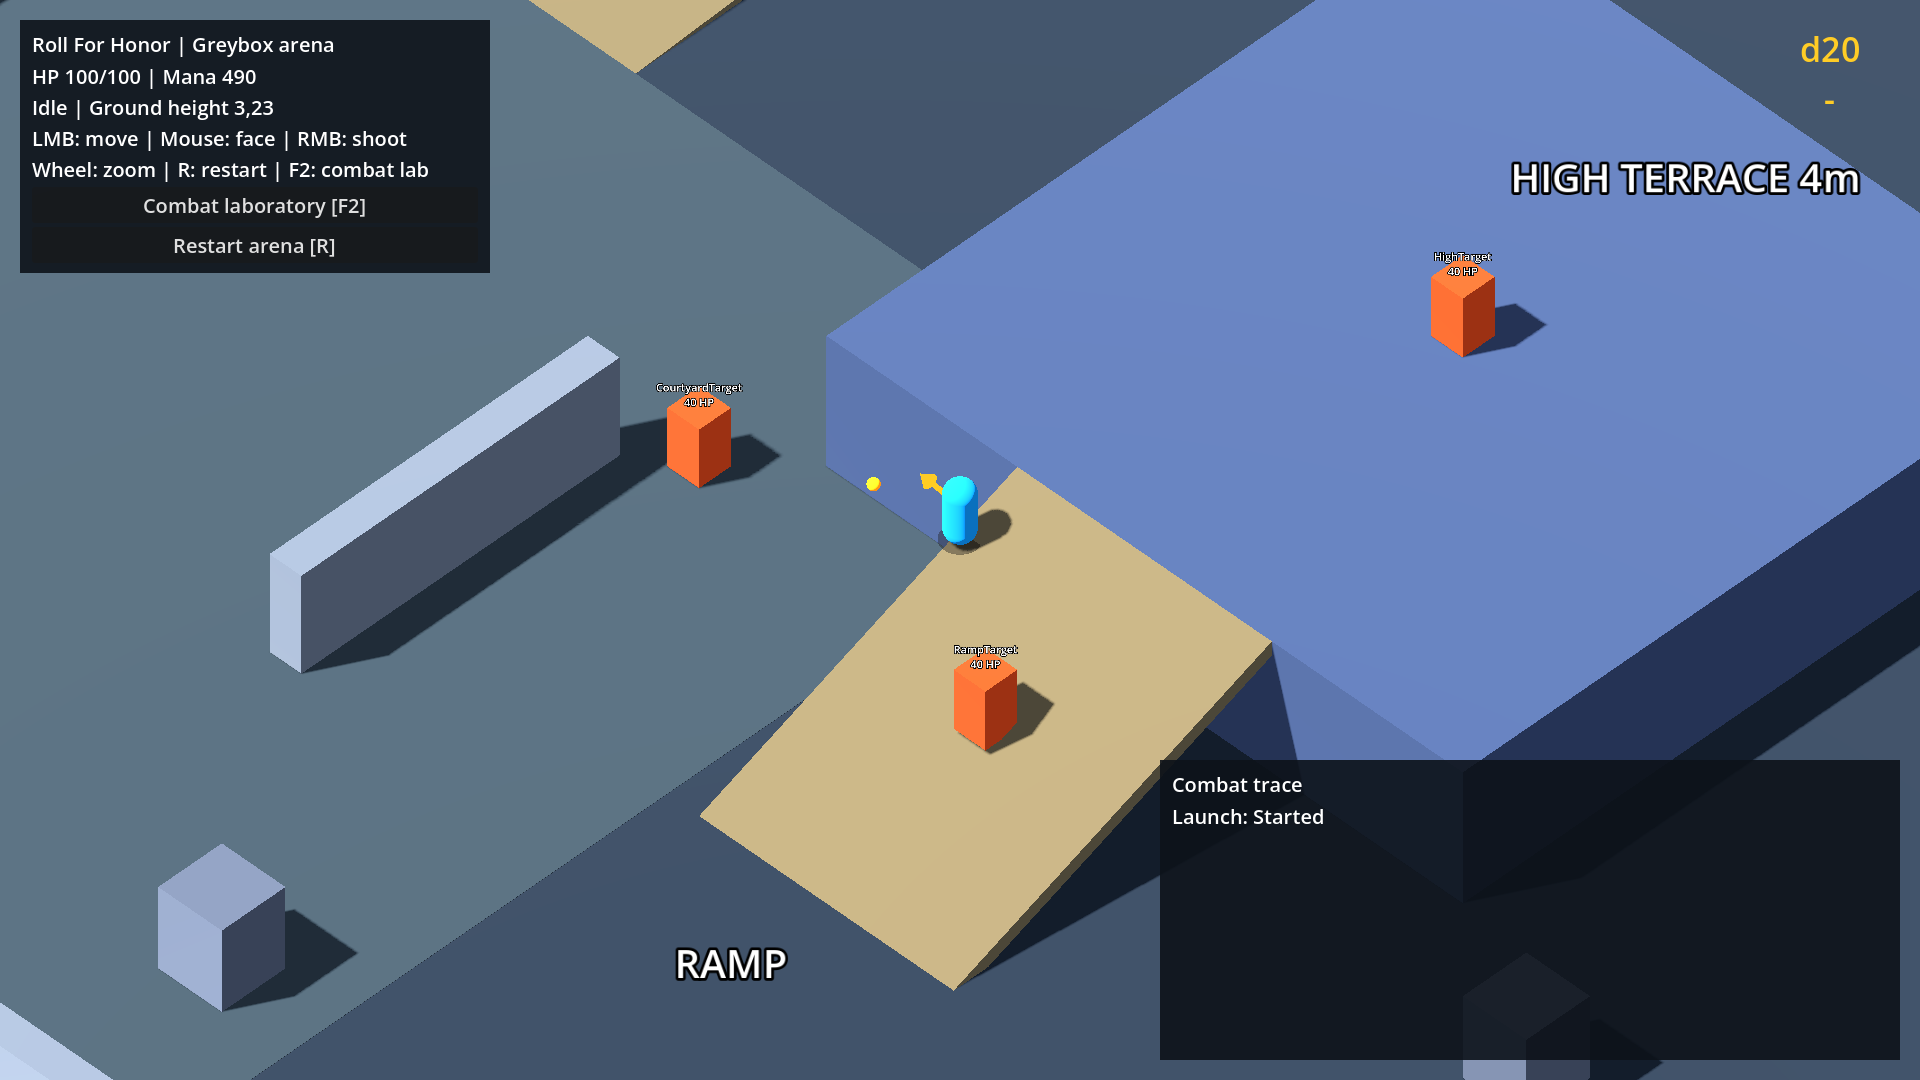 Roll For Honor | Greybox arena
HP 100/100 | Mana 490
Idle | Ground height 3,23
LMB: move | Mouse: face | RMB: shoot
Wheel: zoom | R: restart | F2: combat lab
Combat laboratory [F2]
Restart arena [R]
d20
-
HIGH TERRACE 4m
HighTarget
40 HP
CourtyardTarget
40 HP
RampTarget
40 HP
RAMP
Combat trace
Launch: Started